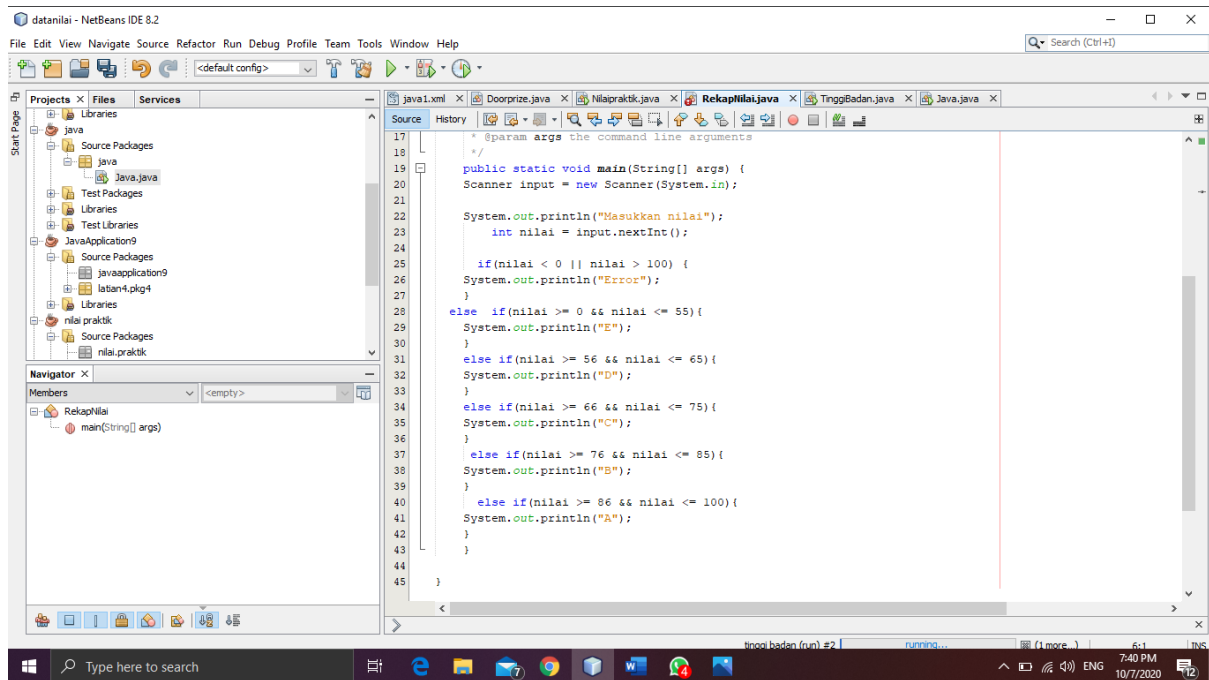 datanilai - NetBeans IDE 8.2
File Edit View Navigate Source Refactor Run Debug Profile Team Tools Window Help
Search (Ctrl+I)
<default config>
Start Page
Projects Files Services
Libraries
java
Source Packages
java
Java.java
Test Packages
Libraries
Test Libraries
JavaApplication9
Source Packages
javaapplication9
latian4.pkg4
Libraries
nilai praktik
Source Packages
nilai.praktik
Navigator
Members <empty>
RekapNilai
main(String[] args)
java1.xml Doorprize.java Nilaipraktik.java RekapNilai.java TinggiBadan.java Java.java
Source History
17 * @param args the command line arguments
18 */
19 public static void main(String[] args) {
20 Scanner input = new Scanner(System.in);
21
22 System.out.println("Masukkan nilai");
23 int nilai = input.nextInt();
24
25 if(nilai < 0 || nilai > 100) {
26 System.out.println("Error");
27 }
28 else if(nilai >= 0 && nilai <= 55){
29 System.out.println("E");
30 }
31 else if(nilai >= 56 && nilai <= 65){
32 System.out.println("D");
33 }
34 else if(nilai >= 66 && nilai <= 75){
35 System.out.println("C");
36 }
37 else if(nilai >= 76 && nilai <= 85){
38 System.out.println("B");
39 }
40 else if(nilai >= 86 && nilai <= 100){
41 System.out.println("A");
42 }
43 }
44
45 }
tinggi badan (run) #2 running... (1 more...) 6:1 INS
Type here to search
7
4
ENG
7:40 PM
10/7/2020
12